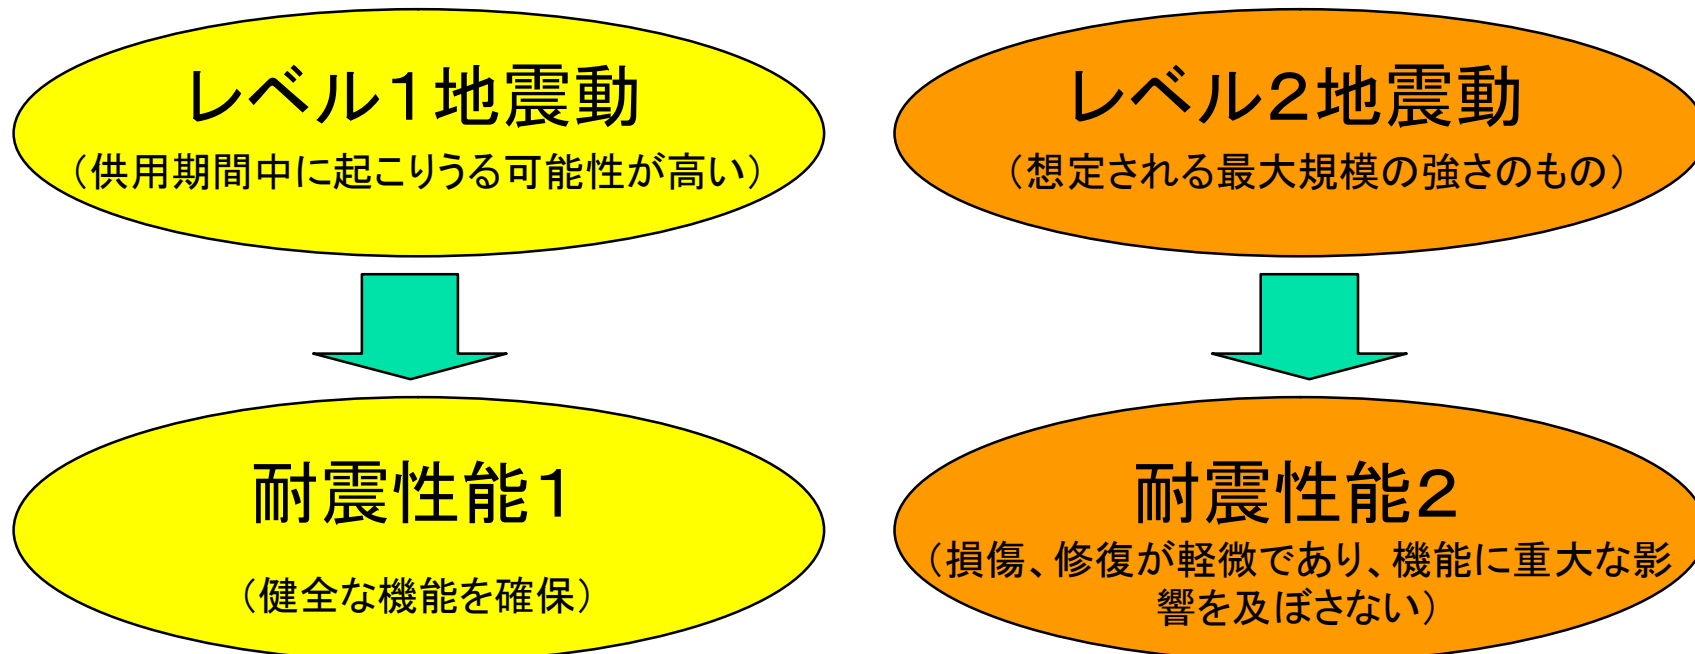 レベル１地震動
（供用期間中に起こりうる可能性が高い）
レベル２地震動
（想定される最大規模の強さのもの）
耐震性能１
（健全な機能を確保）
耐震性能２
（損傷、修復が軽微であり、機能に重大な影
響を及ぼさない）